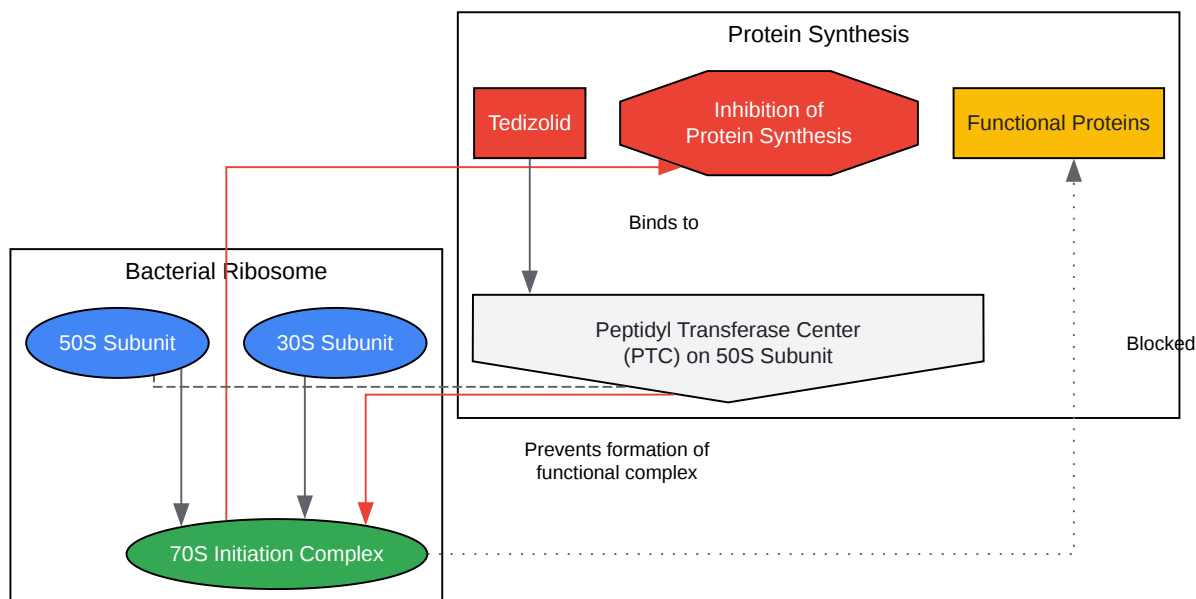 Protein Synthesis
Tedizolid
Inhibition of
Protein Synthesis
Functional Proteins
Binds to
Bacterial Ribosome
50S Subunit
30S Subunit
Peptidyl Transferase Center
(PTC) on 50S Subunit
Blocked
Prevents formation of
functional complex
70S Initiation Complex